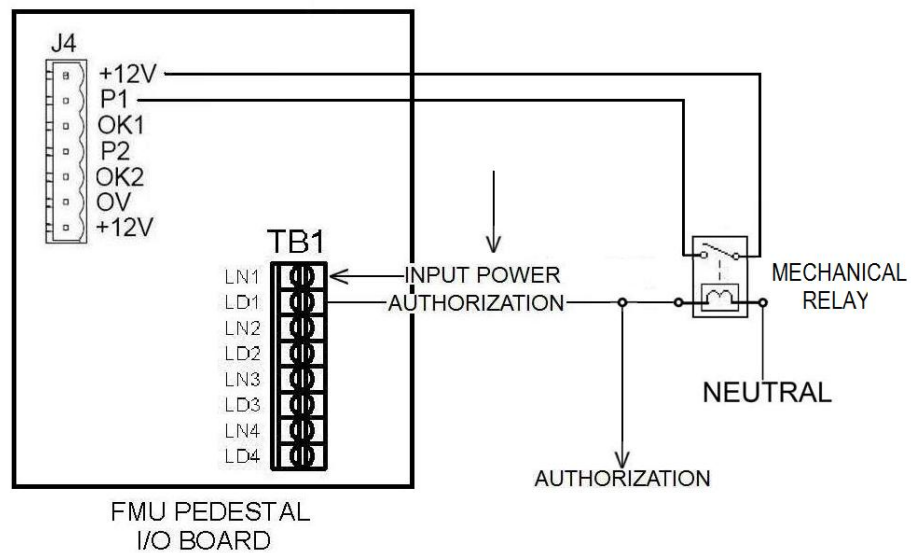 J4
+12V
P1
OK1
P2
OK2
OV
+12V
TB1
LN1
LD1
LN2
LD2
LN3
LD3
LN4
LD4
INPUT POWER
AUTHORIZATION
MECHANICAL
RELAY
NEUTRAL
AUTHORIZATION
FMU PEDESTAL
I/O BOARD